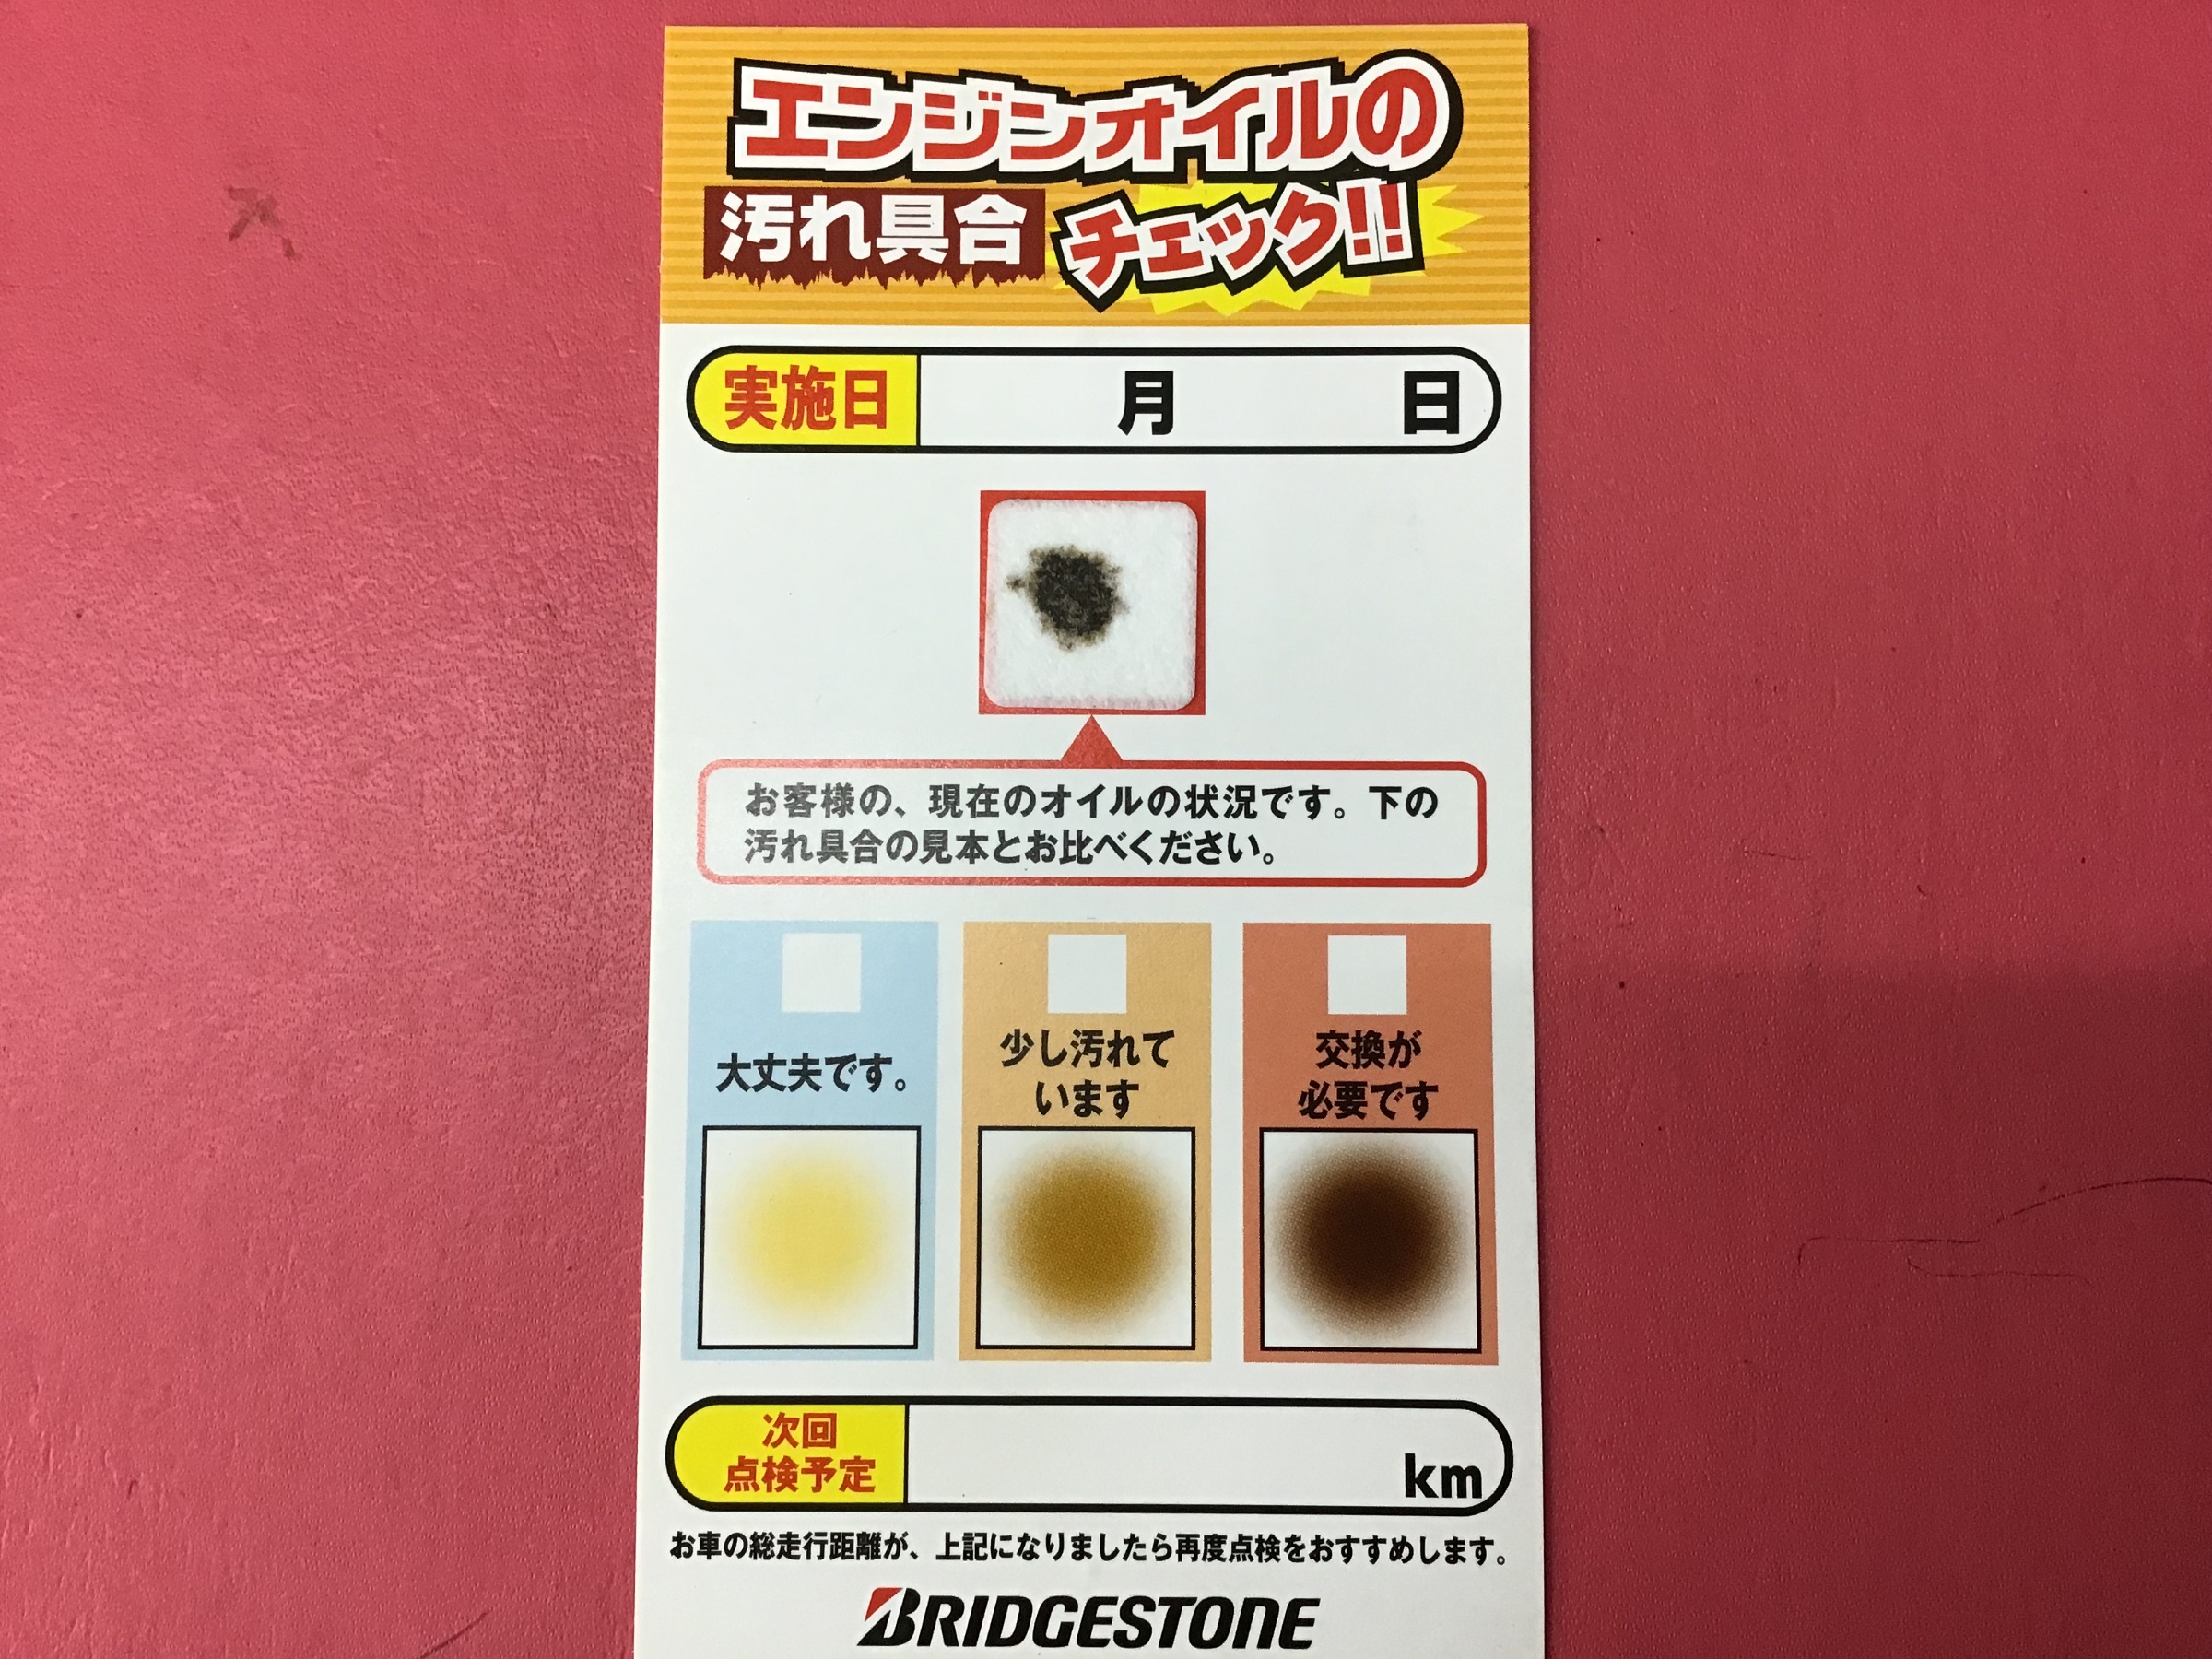 エンジンオイルの
汚れ具合 チェック!!
実施日 月 日
お客様の、現在のオイルの状況です。下の
汚れ具合の見本とお比べください。
大丈夫です。
少し汚れて
います
交換が
必要です
次回
点検予定
km
お車の総走行距離が、上記になりましたら再度点検をおすすめします。
BRIDGESTONE